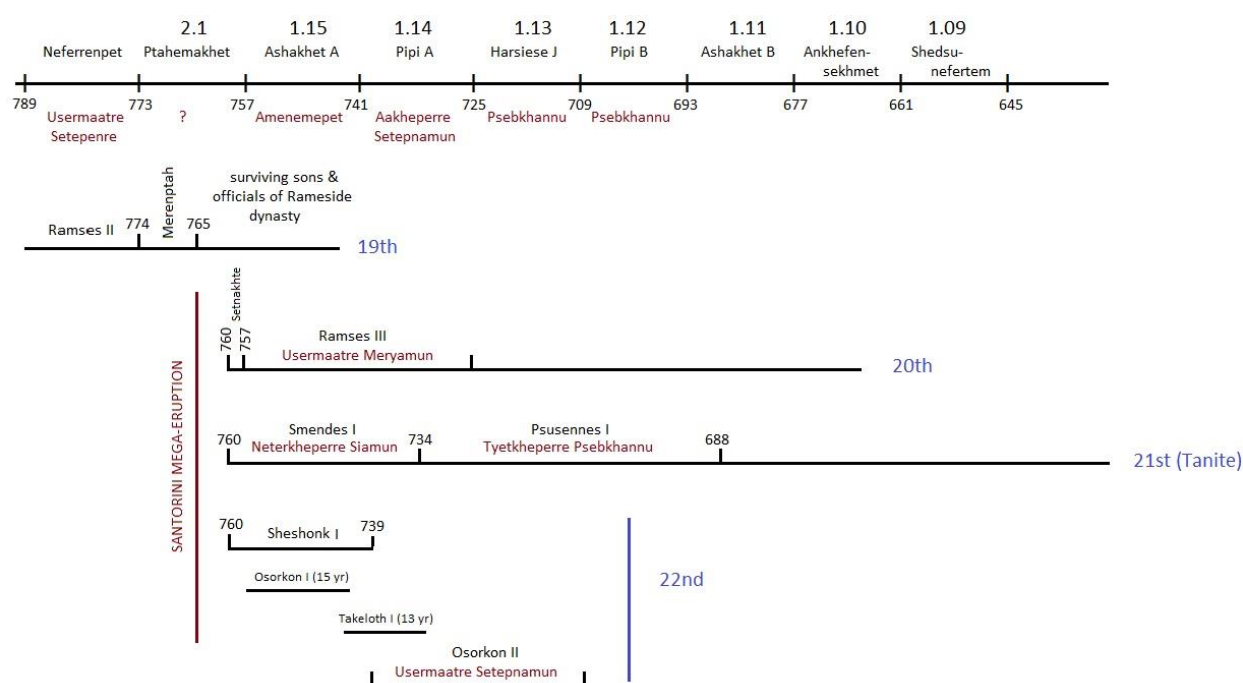 2.1 1.15 1.14 1.13 1.12 1.11 1.10 1.09
Neferrenpet Ptahemakhet Ashakhet A Pipi A Harsiese J Pipi B Ashakhet B Ankhefen- Shedsu-
sekhmet nefertem
789 773 757 741 725 709 693 677 661 645
Usermaatre ? Amenemepet Aakheperre Psebkhannu Psebkhannu
Setepenre Setepnamun
Merenptah
surviving sons &
officials of Rameside
dynasty
Ramses II 774 765
19th
Setnakhte
760 757
Ramses III
Usermaatre Meryamun
20th
SANTORINI MEGA-ERUPTION
Smendes I Psusennes I
760 Neterkheperre Siamun 734 Tyetkheperre Psebkhannu 688
21st (Tanite)
760 Sheshonk I 739
Osorkon I (15 yr)
22nd
Takeloth I (13 yr)
Osorkon II
Usermaatre Setepnamun